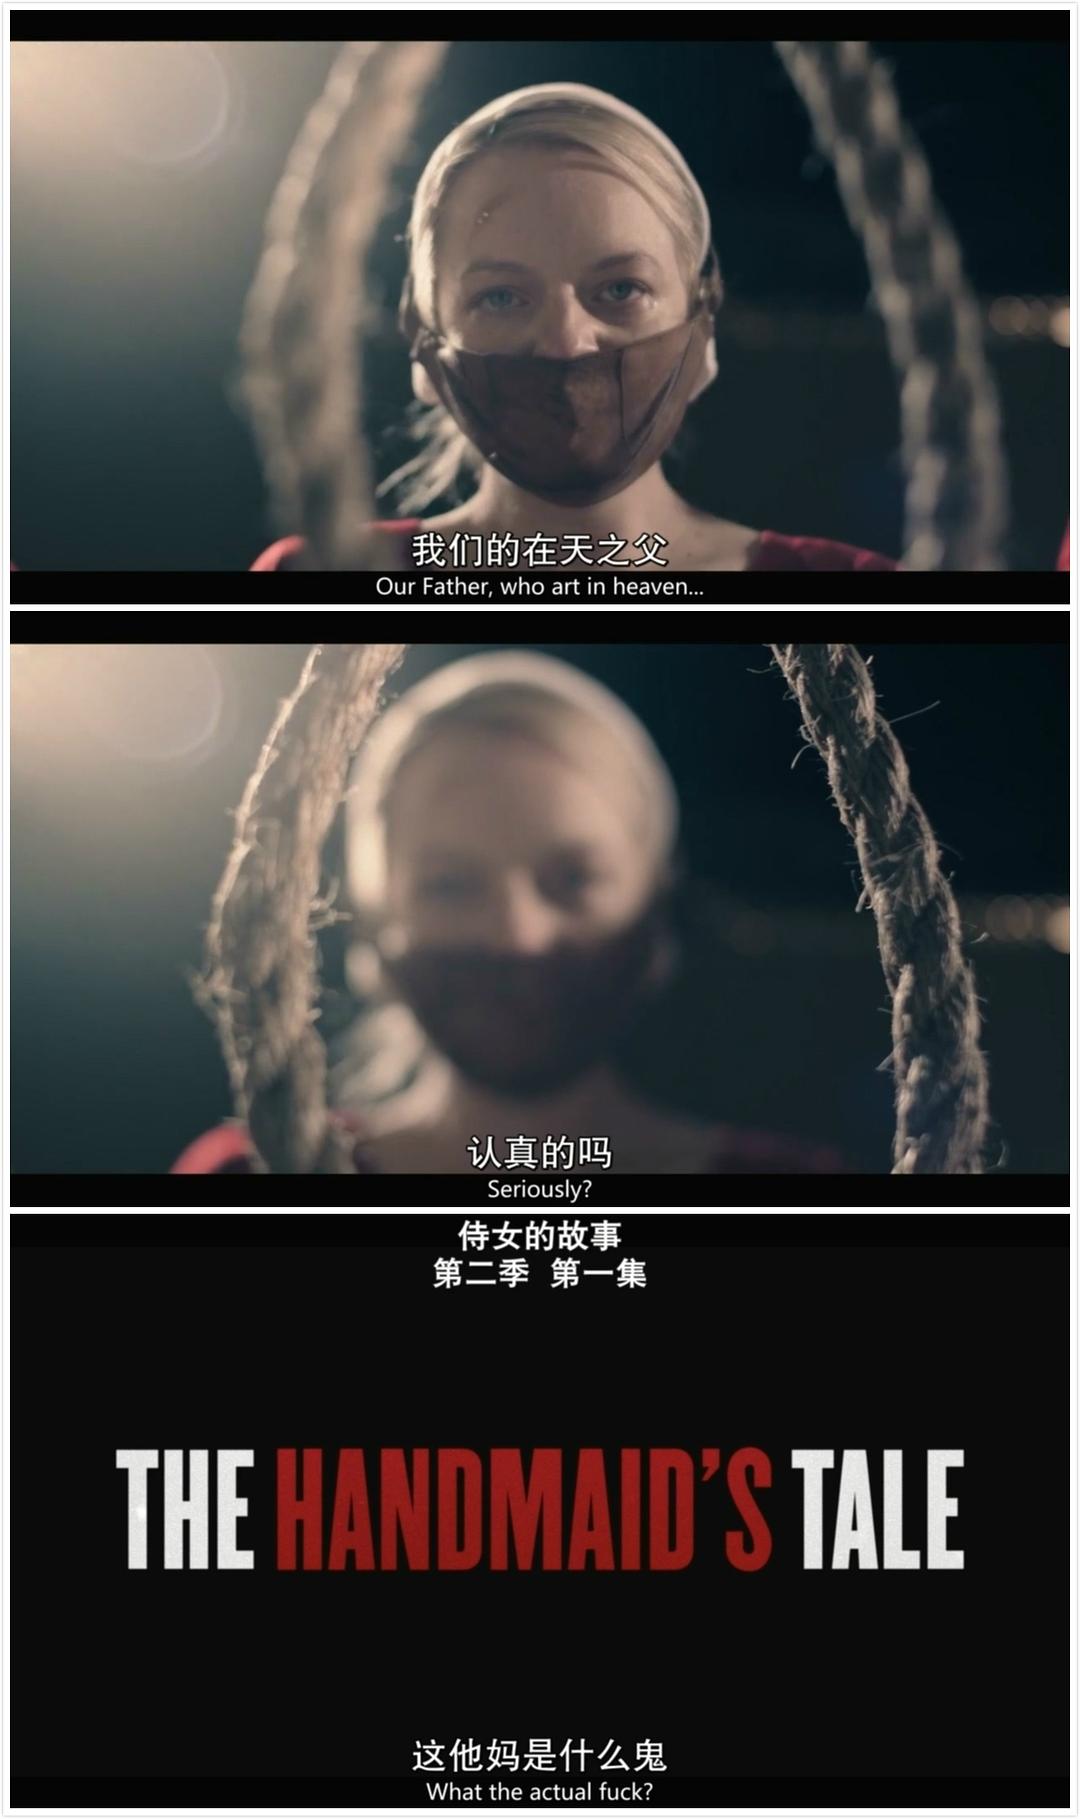 我们的在天之父
Our Father, who art in heaven...
认真的吗
Seriously?
侍女的故事
第二季 第一集
THE HANDMAID'S TALE
这他妈是什么鬼
What the actual fuck?